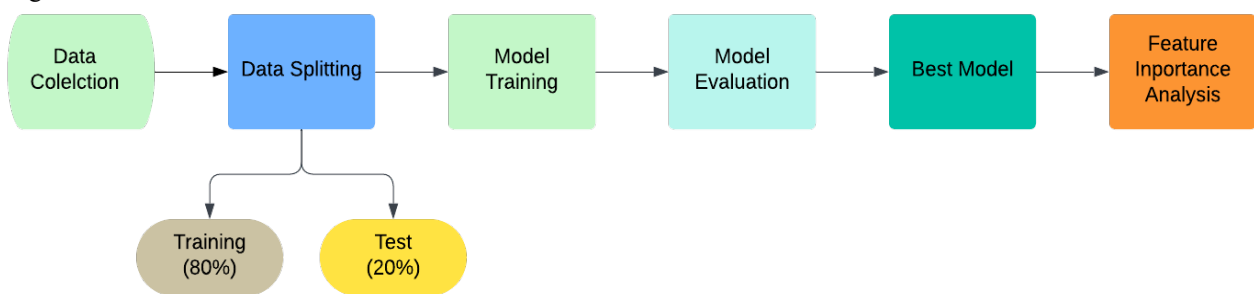 Data
Colelction
Data Splitting
Model
Training
Model
Evaluation
Best Model
Feature
Inportance
Analysis
Training
(80%)
Test
(20%)